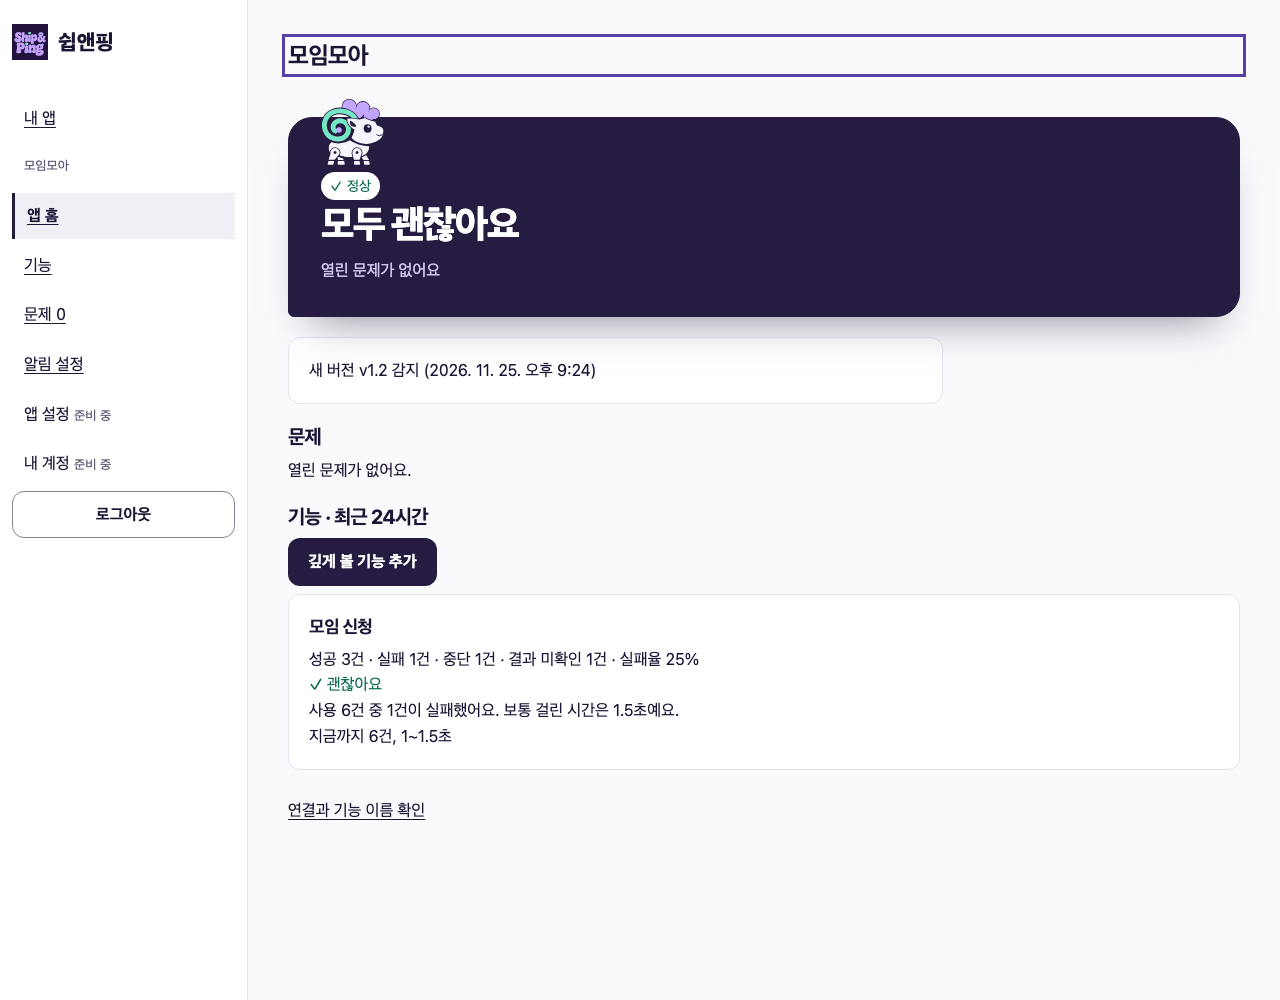 Ship&
Ping
쉽앤핑
내 앱
모임모아
앱 홈
기능
문제 0
알림 설정
앱 설정 준비 중
내 계정 준비 중
로그아웃
모임모아
✓ 정상
모두 괜찮아요
열린 문제가 없어요
새 버전 v1.2 감지 (2026. 11. 25. 오후 9:24)
문제
열린 문제가 없어요.
기능 · 최근 24시간
깊게 볼 기능 추가
모임 신청
성공 3건 · 실패 1건 · 중단 1건 · 결과 미확인 1건 · 실패율 25%
✓ 괜찮아요
사용 6건 중 1건이 실패했어요. 보통 걸린 시간은 1.5초예요.
지금까지 6건, 1~1.5초
연결과 기능 이름 확인